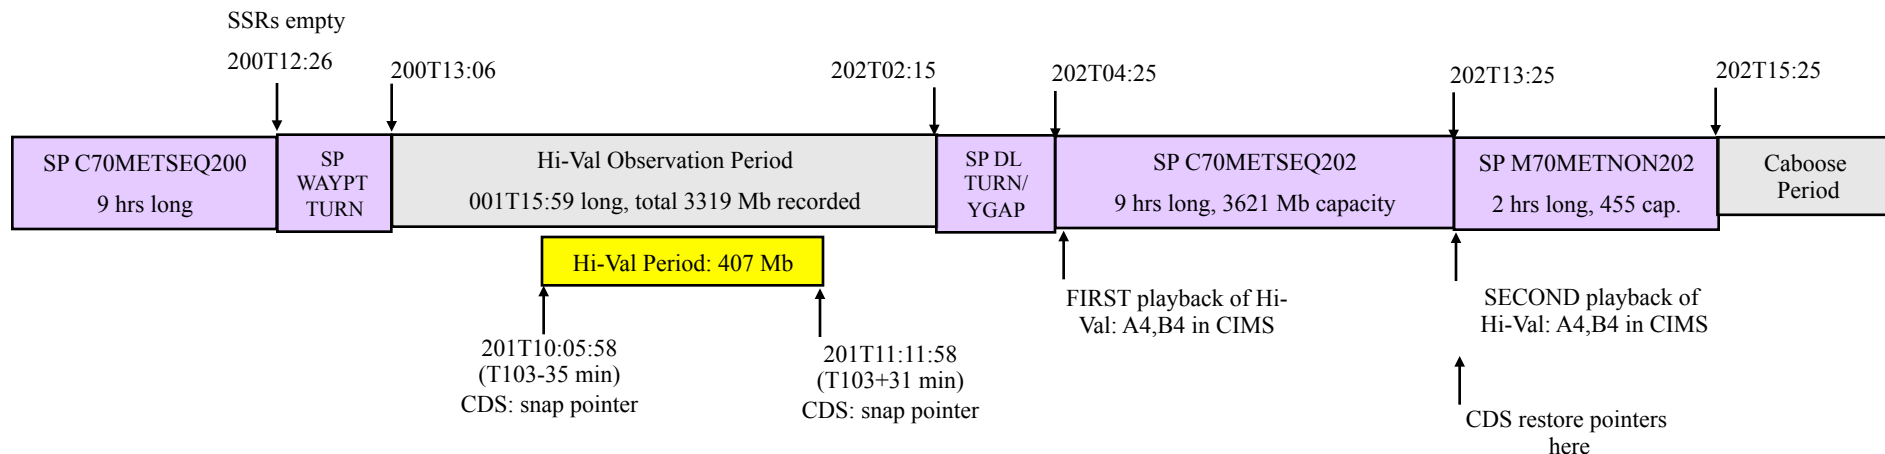 SSRs empty
200T12:26
200T13:06
202T02:15
202T04:25
202T13:25
202T15:25
SP C70METSEQ200
9 hrs long
SP
WAYPT
TURN
Hi-Val Observation Period
001T15:59 long, total 3319 Mb recorded
SP DL
TURN/
YGAP
SP C70METSEQ202
9 hrs long, 3621 Mb capacity
SP M70METNON202
2 hrs long, 455 cap.
Caboose
Period
Hi-Val Period: 407 Mb
201T10:05:58
(T103-35 min)
CDS: snap pointer
201T11:11:58
(T103+31 min)
CDS: snap pointer
FIRST playback of Hi-
Val: A4,B4 in CIMS
SECOND playback of
Hi-Val: A4,B4 in CIMS
CDS restore pointers
here